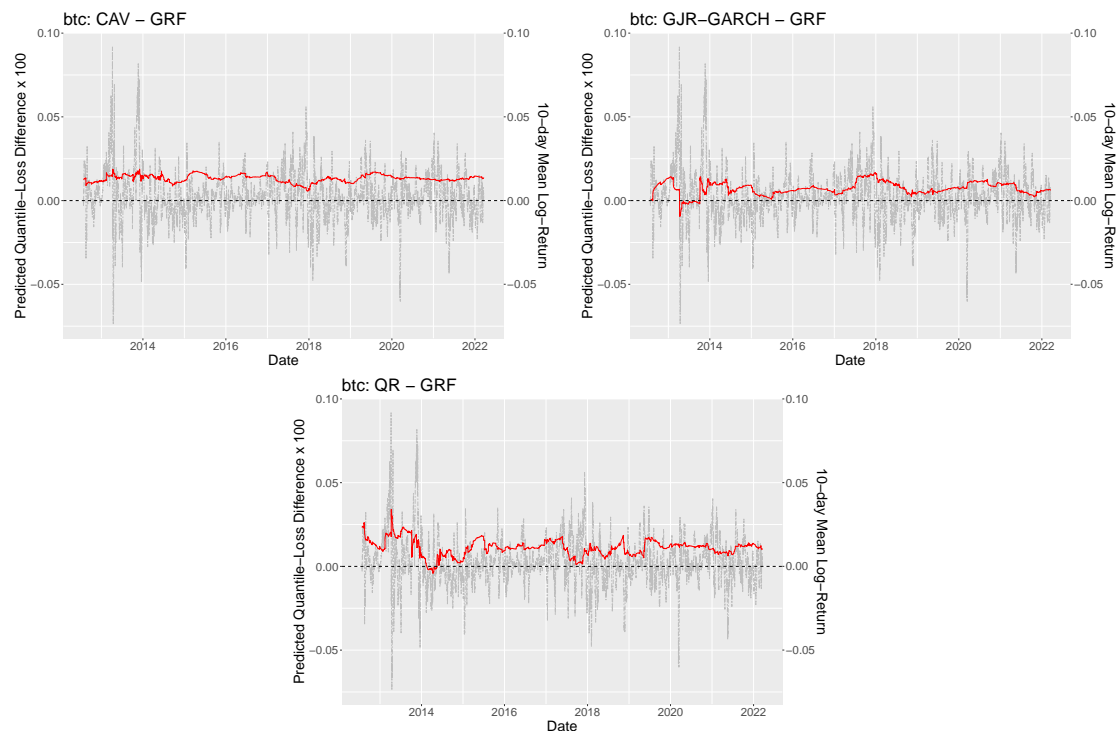 btc: CAV − GRF
0.10
0.05
0.00
−0.05
Predicted Quantile−Loss Difference x 100
0.10
0.05
0.00
−0.05
10−day Mean Log−Return
2014 2016 2018 2020 2022
Date
btc: GJR−GARCH − GRF
0.10
0.05
0.00
−0.05
Predicted Quantile−Loss Difference x 100
0.10
0.05
0.00
−0.05
10−day Mean Log−Return
2014 2016 2018 2020 2022
Date
btc: QR − GRF
0.10
0.05
0.00
−0.05
Predicted Quantile−Loss Difference x 100
0.10
0.05
0.00
−0.05
10−day Mean Log−Return
2014 2016 2018 2020 2022
Date